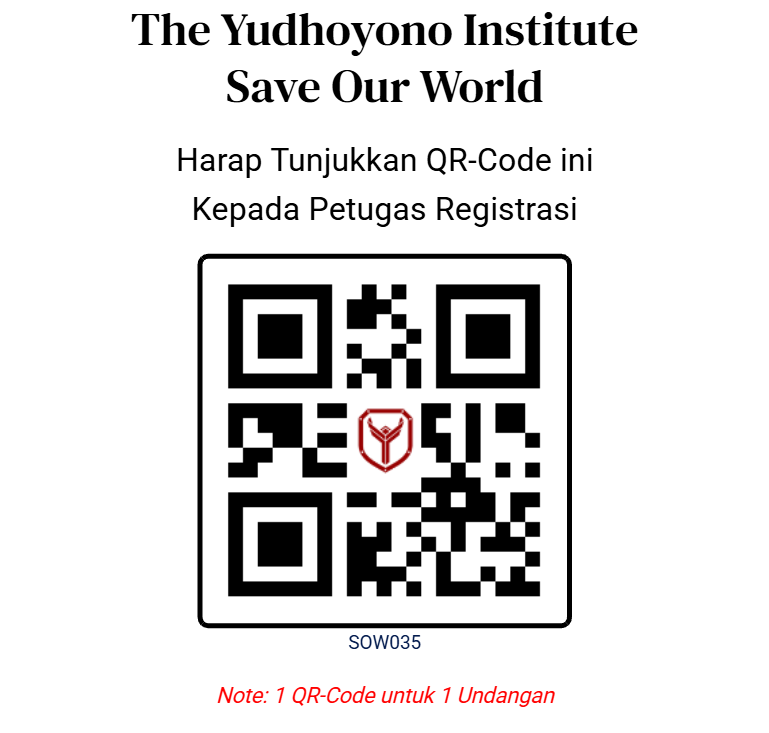 The Yudhoyono Institute
Save Our World
Harap Tunjukkan QR-Code ini
Kepada Petugas Registrasi
SOW035
Note: 1 QR-Code untuk 1 Undangan